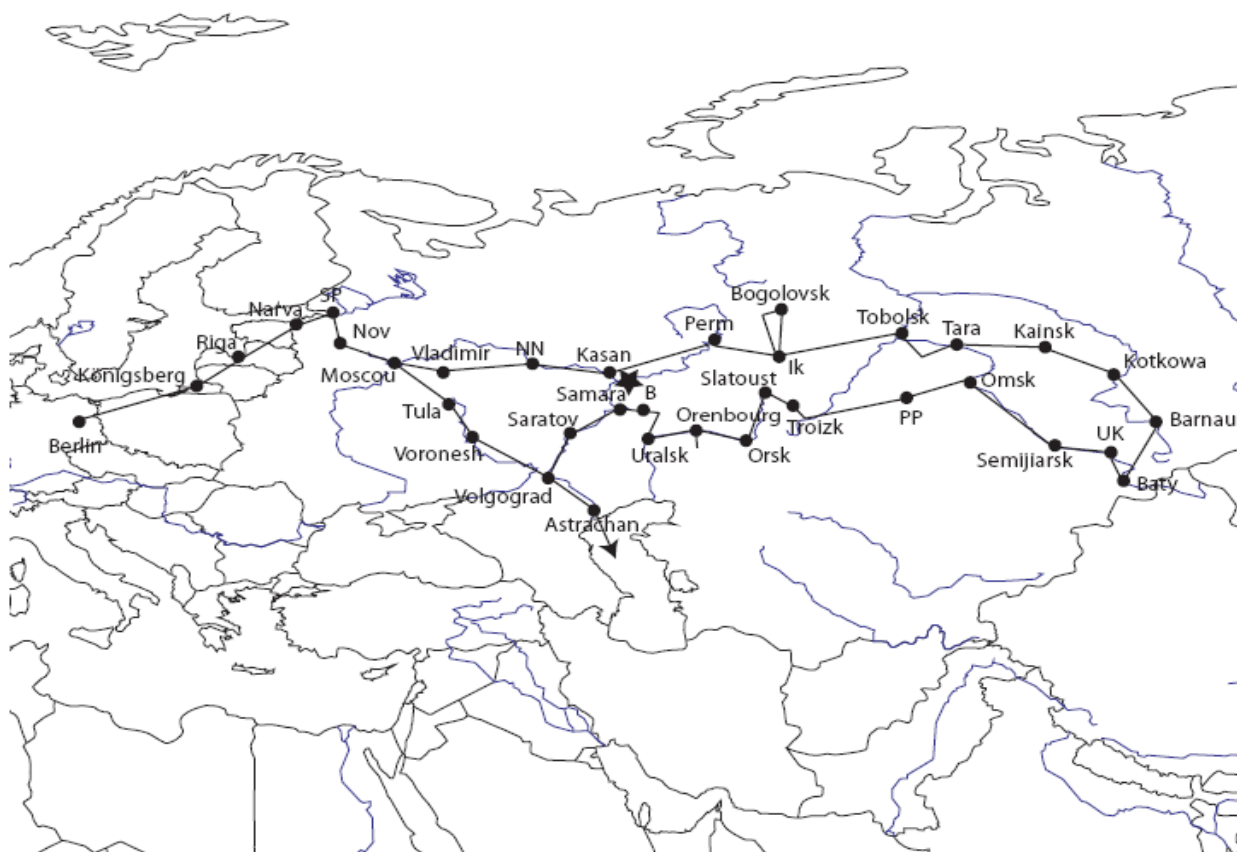 Bogolovsk
SP
Narva
Nov
Perm
Tobolsk
Tara
Kainsk
Riga
Vladimir
NN
Kasan
Ik
Königsberg
Moscou
Slatoust
Kotkowa
Samara
B
Omsk
Berlin
Tula
Saratov
Orenbourg
Troizk
PP
Barnau
Voronesh
Uralsk
Orsk
Semijiarsk
UK
Volgograd
Baty
Astrachan